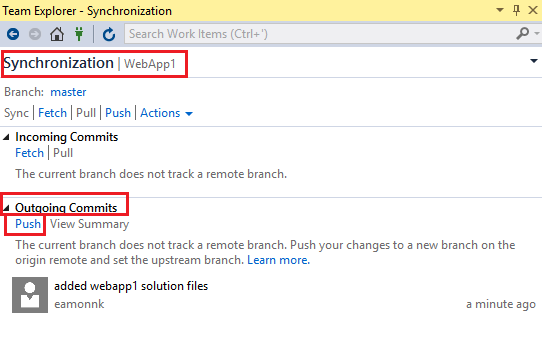 Team Explorer - Synchronization
Search Work Items (Ctrl+')
Synchronization | WebApp1
Branch: master
Sync | Fetch | Pull | Push | Actions
Incoming Commits
Fetch | Pull
The current branch does not track a remote branch.
Outgoing Commits
Push View Summary
The current branch does not track a remote branch. Push your changes to a new branch on the
origin remote and set the upstream branch. Learn more.
added webapp1 solution files
eamonnk a minute ago